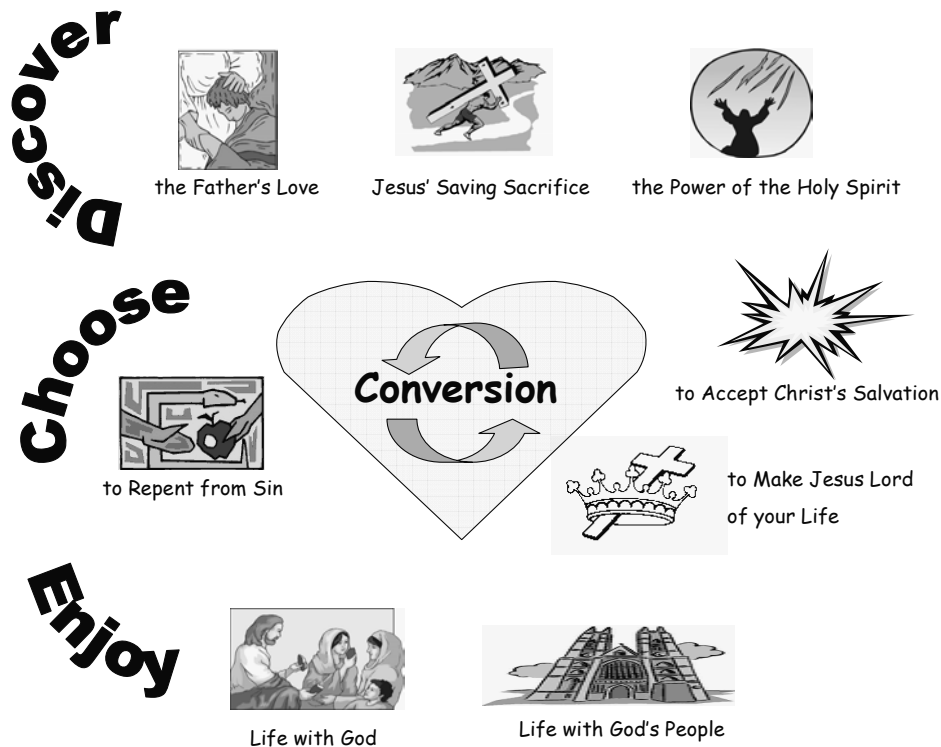 Discover
the Father's Love
Jesus' Saving Sacrifice
the Power of the Holy Spirit
Choose
Conversion
to Repent from Sin
to Accept Christ's Salvation
to Make Jesus Lord
of your Life
Enjoy
Life with God
Life with God's People